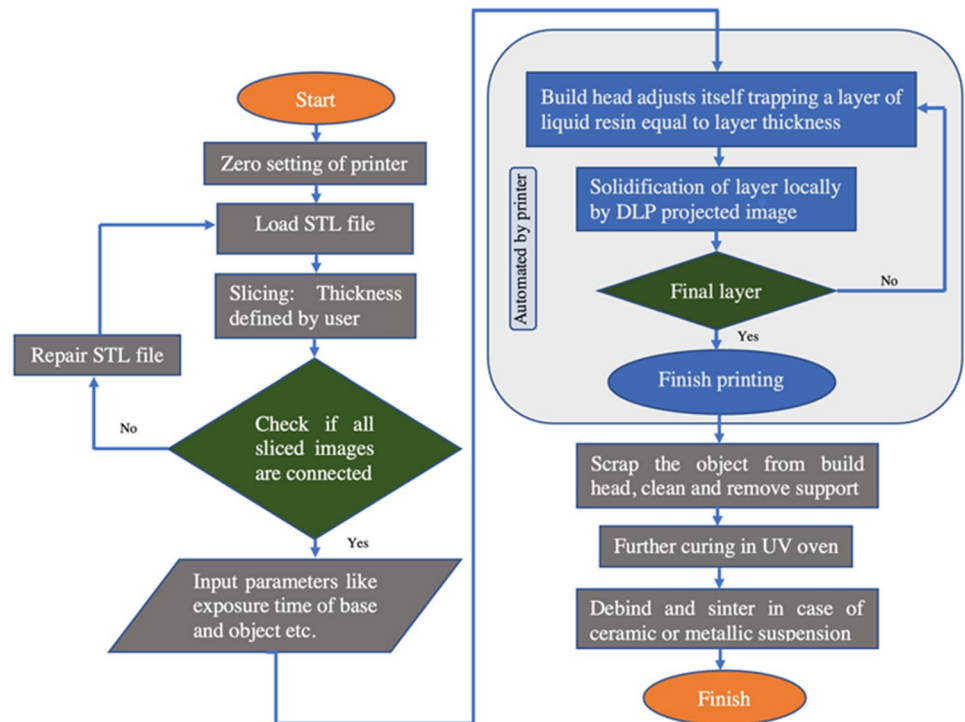 Start
Zero setting of printer
Load STL file
Slicing: Thickness
defined by user
Repair STL file
Check if all
sliced images
are connected
No
Yes
Input parameters like
exposure time of base
and object etc.
Automated by printer
Build head adjusts itself trapping a layer of
liquid resin equal to layer thickness
Solidification of layer locally
by DLP projected image
Final layer
No
Yes
Finish printing
Scrap the object from build
head, clean and remove support
Further curing in UV oven
Debind and sinter in case of
ceramic or metallic suspension
Finish